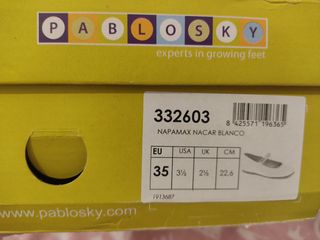 PABLOSKY
experts in growing feet
332603
NAPAMAX NACAR BLANCO
8 425571 196365
EU USA UK CM
35 3½ 2½ 22,6
1913687
www.pablosky.com